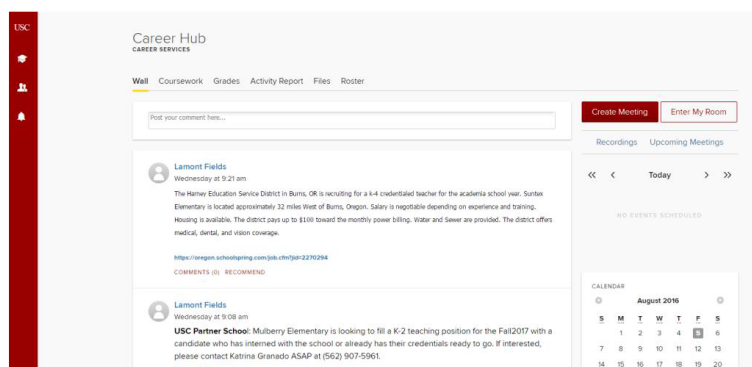 USC
Career Hub
CAREER SERVICES
Wall Coursework Grades Activity Report Files Roster
Post your comment here...
Create Meeting Enter My Room
Recordings Upcoming Meetings
« ‹ Today › »
NO EVENTS SCHEDULED
Lamont Fields
Wednesday at 9:21 am
The Harney Education Service District in Burns, OR is recruiting for a k-4 credentialed teacher for the academia school year. Suntex
Elementary is located approximately 32 miles West of Burns, Oregon. Salary is negotiable depending on experience and training.
Housing is available. The district pays up to $100 toward the monthly power billing. Water and Sewer are provided. The district offers
medical, dental, and vision coverage.
https://oregon.schoolspring.com/job.cfm?jid=2270294
COMMENTS (0) RECOMMEND
Lamont Fields
Wednesday at 9:08 am
USC Partner School: Mulberry Elementary is looking to fill a K-2 teaching position for the Fall2017 with a
candidate who has interned with the school or already has their credentials ready to go. If interested,
please contact Katrina Granado ASAP at (562) 907-5961.
CALENDAR
August 2016
S M T W T F S
1 2 3 4 5 6
7 8 9 10 11 12 13
14 15 16 17 18 19 20